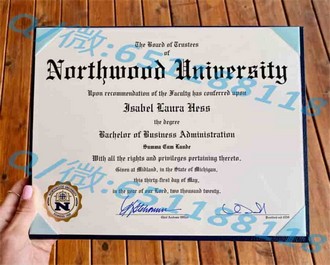 The Board of Trustees
of
Northwood University
Upon recommendation of the Faculty has conferred upon
Isabel Laura Hess
the degree
Bachelor of Business Administration
Summa Cum Laude
With all the rights and privileges pertaining thereto.
Given at Midland, in the State of Michigan,
this thirty first day of May,
in the year of our Lord, two thousand twenty.
Q/微:651188118